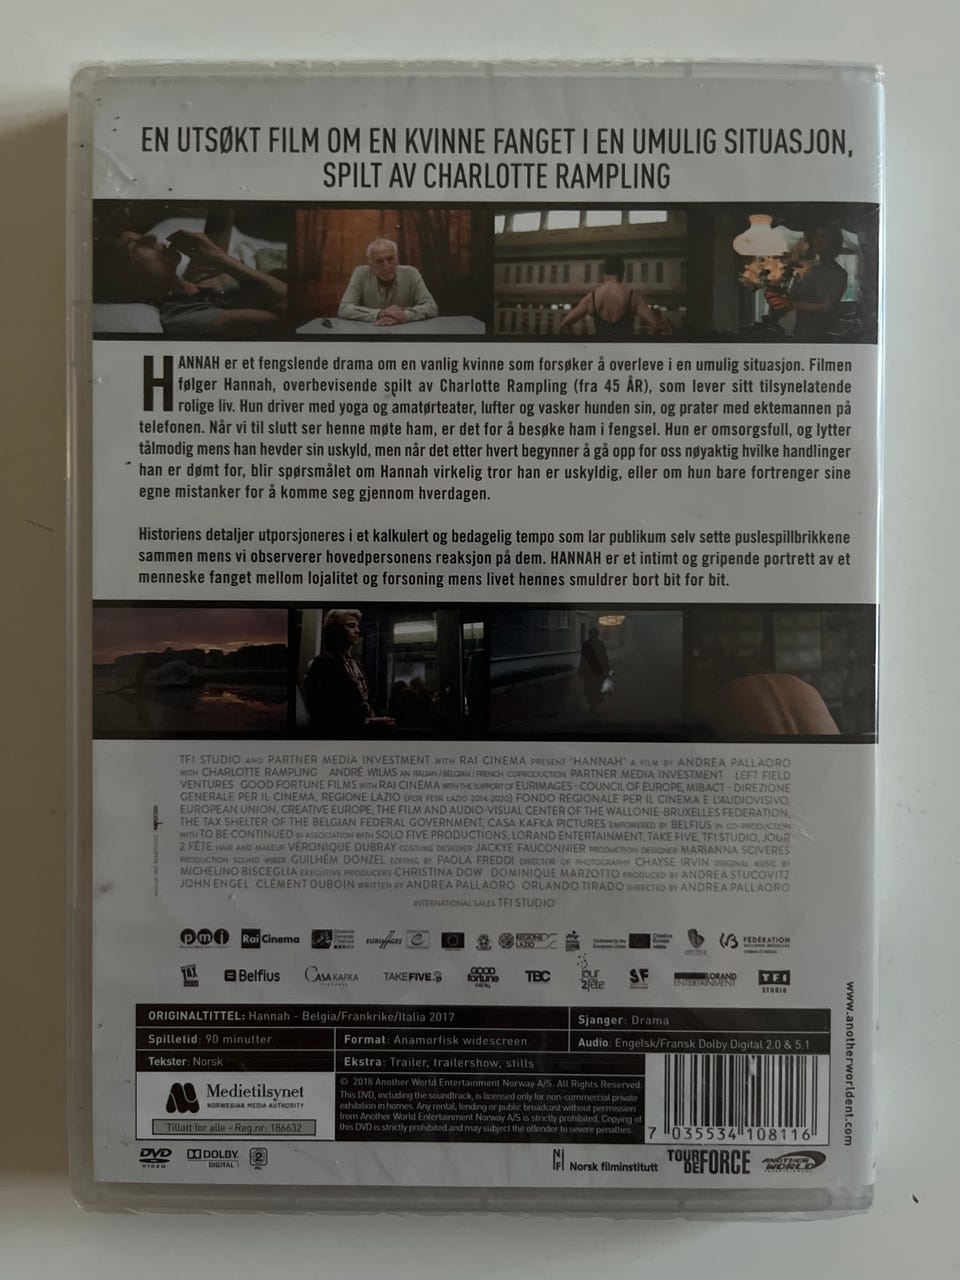 EN UTSØKT FILM OM EN KVINNE FANGET I EN UMULIG SITUASJON,
SPILT AV CHARLOTTE RAMPLING
HANNAH er et fengslende drama om en vanlig kvinne som forsøker å overleve i en umulig situasjon. Filmen
følger Hannah, overbevisende spilt av Charlotte Rampling (fra 45 ÅR), som lever sitt tilsynelatende
rolige liv. Hun driver med yoga og amatørteater, lufter og vasker hunden sin, og prater med ektemannen på
telefonen. Når vi til slutt ser henne møte ham, er det for å besøke ham i fengsel. Hun er omsorgsfull, og lytter
tålmodig mens han hevder sin uskyld, men når det etter hvert begynner å gå opp for oss nøyaktig hvilke handlinger
han er dømt for, blir spørsmålet om Hannah virkelig tror han er uskyldig, eller om hun bare fortrenger sine
egne mistanker for å komme seg gjennom hverdagen.
Historiens detaljer utporsjoneres i et kalkulert og bedagelig tempo som lar publikum selv sette puslespillbrikkene
sammen mens vi observerer hovedpersonens reaksjon på dem. HANNAH er et intimt og gripende portrett av et
menneske fanget mellom lojalitet og forsoning mens livet hennes smuldrer bort bit for bit.
TF1 STUDIO AND PARTNER MEDIA INVESTMENT WITH RAI CINEMA PRESENT 'HANNAH' A FILM BY ANDREA PALLAORO
WITH CHARLOTTE RAMPLING ANDRÉ WILMS AN ITALIAN / BELGIAN / FRENCH COPRODUCTION PARTNER MEDIA INVESTMENT LEFT FIELD
VENTURES GOOD FORTUNE FILMS WITH RAI CINEMA WITH THE SUPPORT OF EURIMAGES - COUNCIL OF EUROPE, MIBACT - DIREZIONE
GENERALE PER IL CINEMA, REGIONE LAZIO (POR FESR LAZIO 2014-2020) FONDO REGIONALE PER IL CINEMA E L'AUDIOVISIVO,
EUROPEAN UNION, CREATIVE EUROPE, THE FILM AND AUDIO-VISUAL CENTER OF THE WALLONIE-BRUXELLES FEDERATION,
THE TAX SHELTER OF THE BELGIAN FEDERAL GOVERNMENT, CASA KAFKA PICTURES EMPOWERED BY BELFIUS IN CO-PRODUCTION
WITH TO BE CONTINUED IN ASSOCIATION WITH SOLO FIVE PRODUCTIONS, LORAND ENTERTAINMENT, TAKE FIVE, TF1 STUDIO, JOUR
2 FÊTE HAIR AND MAKEUP VÉRONIQUE DUBRAY COSTUME DESIGNER JACKYE FAUCONNIER PRODUCTION DESIGNER MARIANNA SCIVERES
PRODUCTION SOUND MIXER GUILHEM DONZEL EDITING BY PAOLA FREDDI DIRECTOR OF PHOTOGRAPHY CHAYSE IRVIN ORIGINAL MUSIC BY
MICHELINO BISCEGLIA EXECUTIVE PRODUCERS CHRISTINA DOW DOMINIQUE MARZOTTO PRODUCED BY ANDREA STUCOVITZ
JOHN ENGEL CLÉMENT DUBOIN WRITTEN BY ANDREA PALLAORO ORLANDO TIRADO DIRECTED BY ANDREA PALLAORO
INTERNATIONAL SALES TF1 STUDIO
pmi Rai Cinema EURIMAGES REGIONE LAZIO Creative Europe FÉDÉRATION WALLONIE-BRUXELLES
TAX SHELTER Belfius CASA KAFKA PICTURES TAKE FIVE GOOD fortune FILMS TBC jour 2fête SF LORAND ENTERTAINMENT TF1 STUDIO
ORIGINALTITTEL: Hannah - Belgia/Frankrike/Italia 2017
Sjanger: Drama
Spilletid: 90 minutter
Format: Anamorfisk widescreen
Audio: Engelsk/Fransk Dolby Digital 2.0 & 5.1
Tekster: Norsk
Ekstra: Trailer, trailershow, stills
Medietilsynet
NORWEGIAN MEDIA AUTHORITY
Tillatt for alle - Reg.nr: 186632
© 2018 Another World Entertainment Norway A/S. All Rights Reserved.
This DVD, including the soundtrack, is licensed only for non-commercial private
exhibition in homes. Any rental, lending or public broadcast without permission
from Another World Entertainment Norway A/S is strictly prohibited. Copying of
this DVD is strictly prohibited and may subject the offender to severe penalties.
7 035534 108116
www.anotherworldent.com
DVD VIDEO
DOLBY DIGITAL
2 PAL
NFI Norsk filminstitutt
TOUR DE FORCE
ANOTHER WORLD ENTERTAINMENT